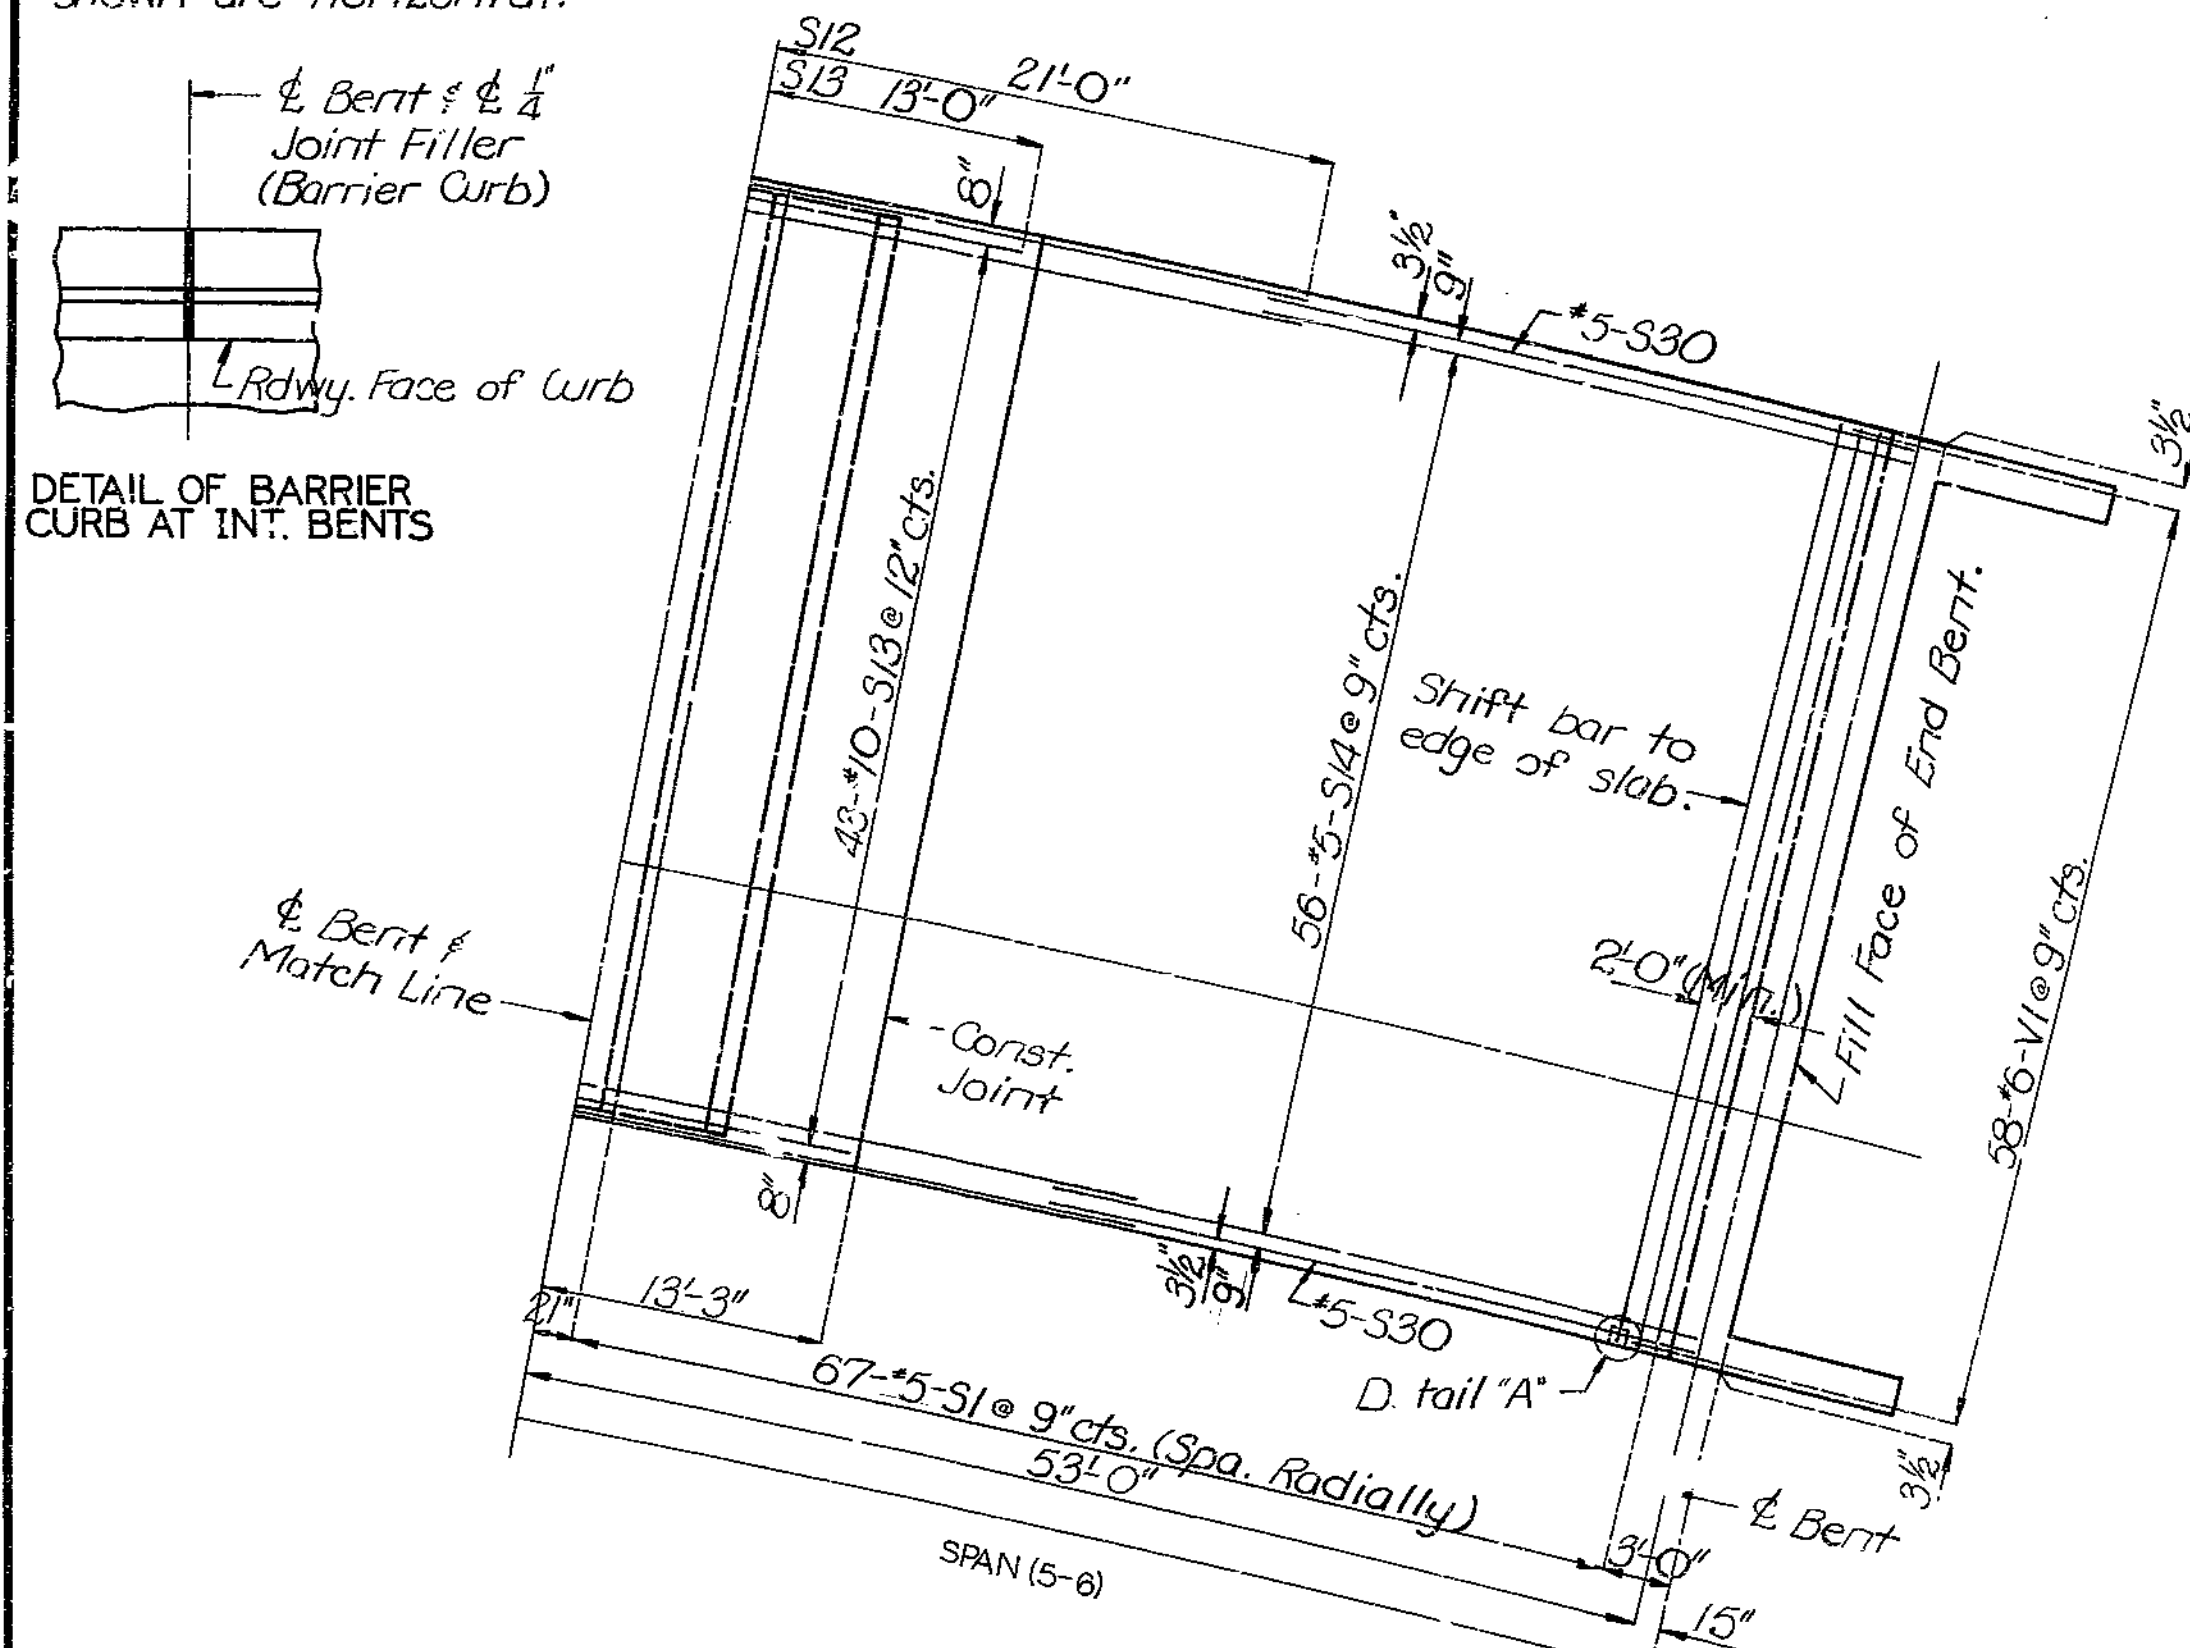 shown are horizontal.
℄ Bent & ℄ 1/4"
Joint Filler
(Barrier Curb)
Rdwy. Face of Curb
DETAIL OF BARRIER
CURB AT INT. BENTS
S12
21'-0"
S13
13'-0"
8"
3½"
9"
#5-S30
3½"
43-#10-S13@12"cts.
56-#5-S14@9"cts.
Shift bar to
edge of slab.
Fill Face of End Bent.
58-#6-V1@9"cts.
2'-0"(Min.)
℄ Bent &
Match Line
Const.
Joint
8"
3½"
9"
#5-S30
D tail "A"
3½"
13'-3"
21"
67-#5-S1@9"cts. (Spa. Radially)
53'-0"
3'-0"
℄ Bent
15"
SPAN (5-6)